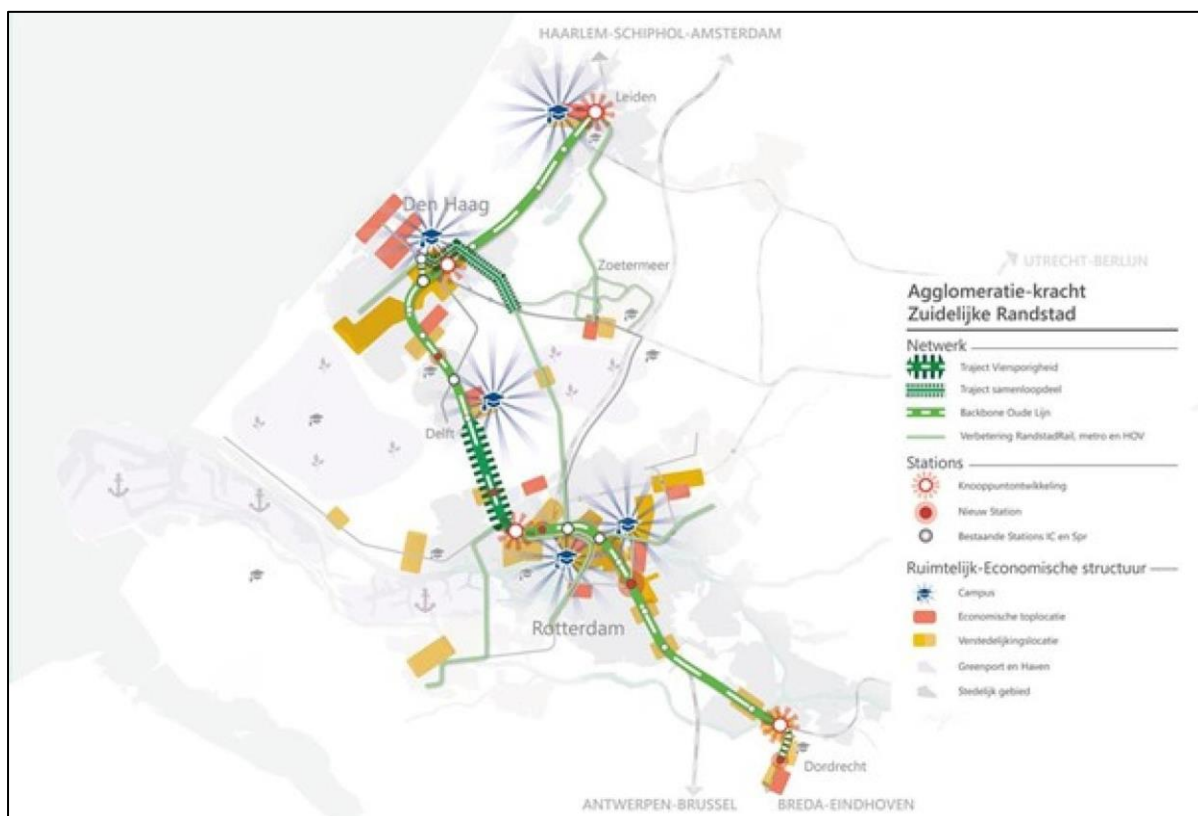 HAARLEM-SCHIPHOL-AMSTERDAM
Leiden
Den Haag
Zoetermeer
UTRECHT-BERLIJN
Delft
Rotterdam
Dordrecht
ANTWERPEN-BRUSSEL
BREDA-EINDHOVEN
Agglomeratie-kracht
Zuidelijke Randstad
Netwerk
Traject Viersporigheid
Traject samenloopdeel
Backbone Oude Lijn
Verbetering RandstadRail, metro en HOV
Stations
Knooppuntontwikkeling
Nieuw Station
Bestaande Stations IC en Spr
Ruimtelijk-Economische structuur
Campus
Economische toplocatie
Verstedelijkingslocatie
Greenport en Haven
Stedelijk gebied